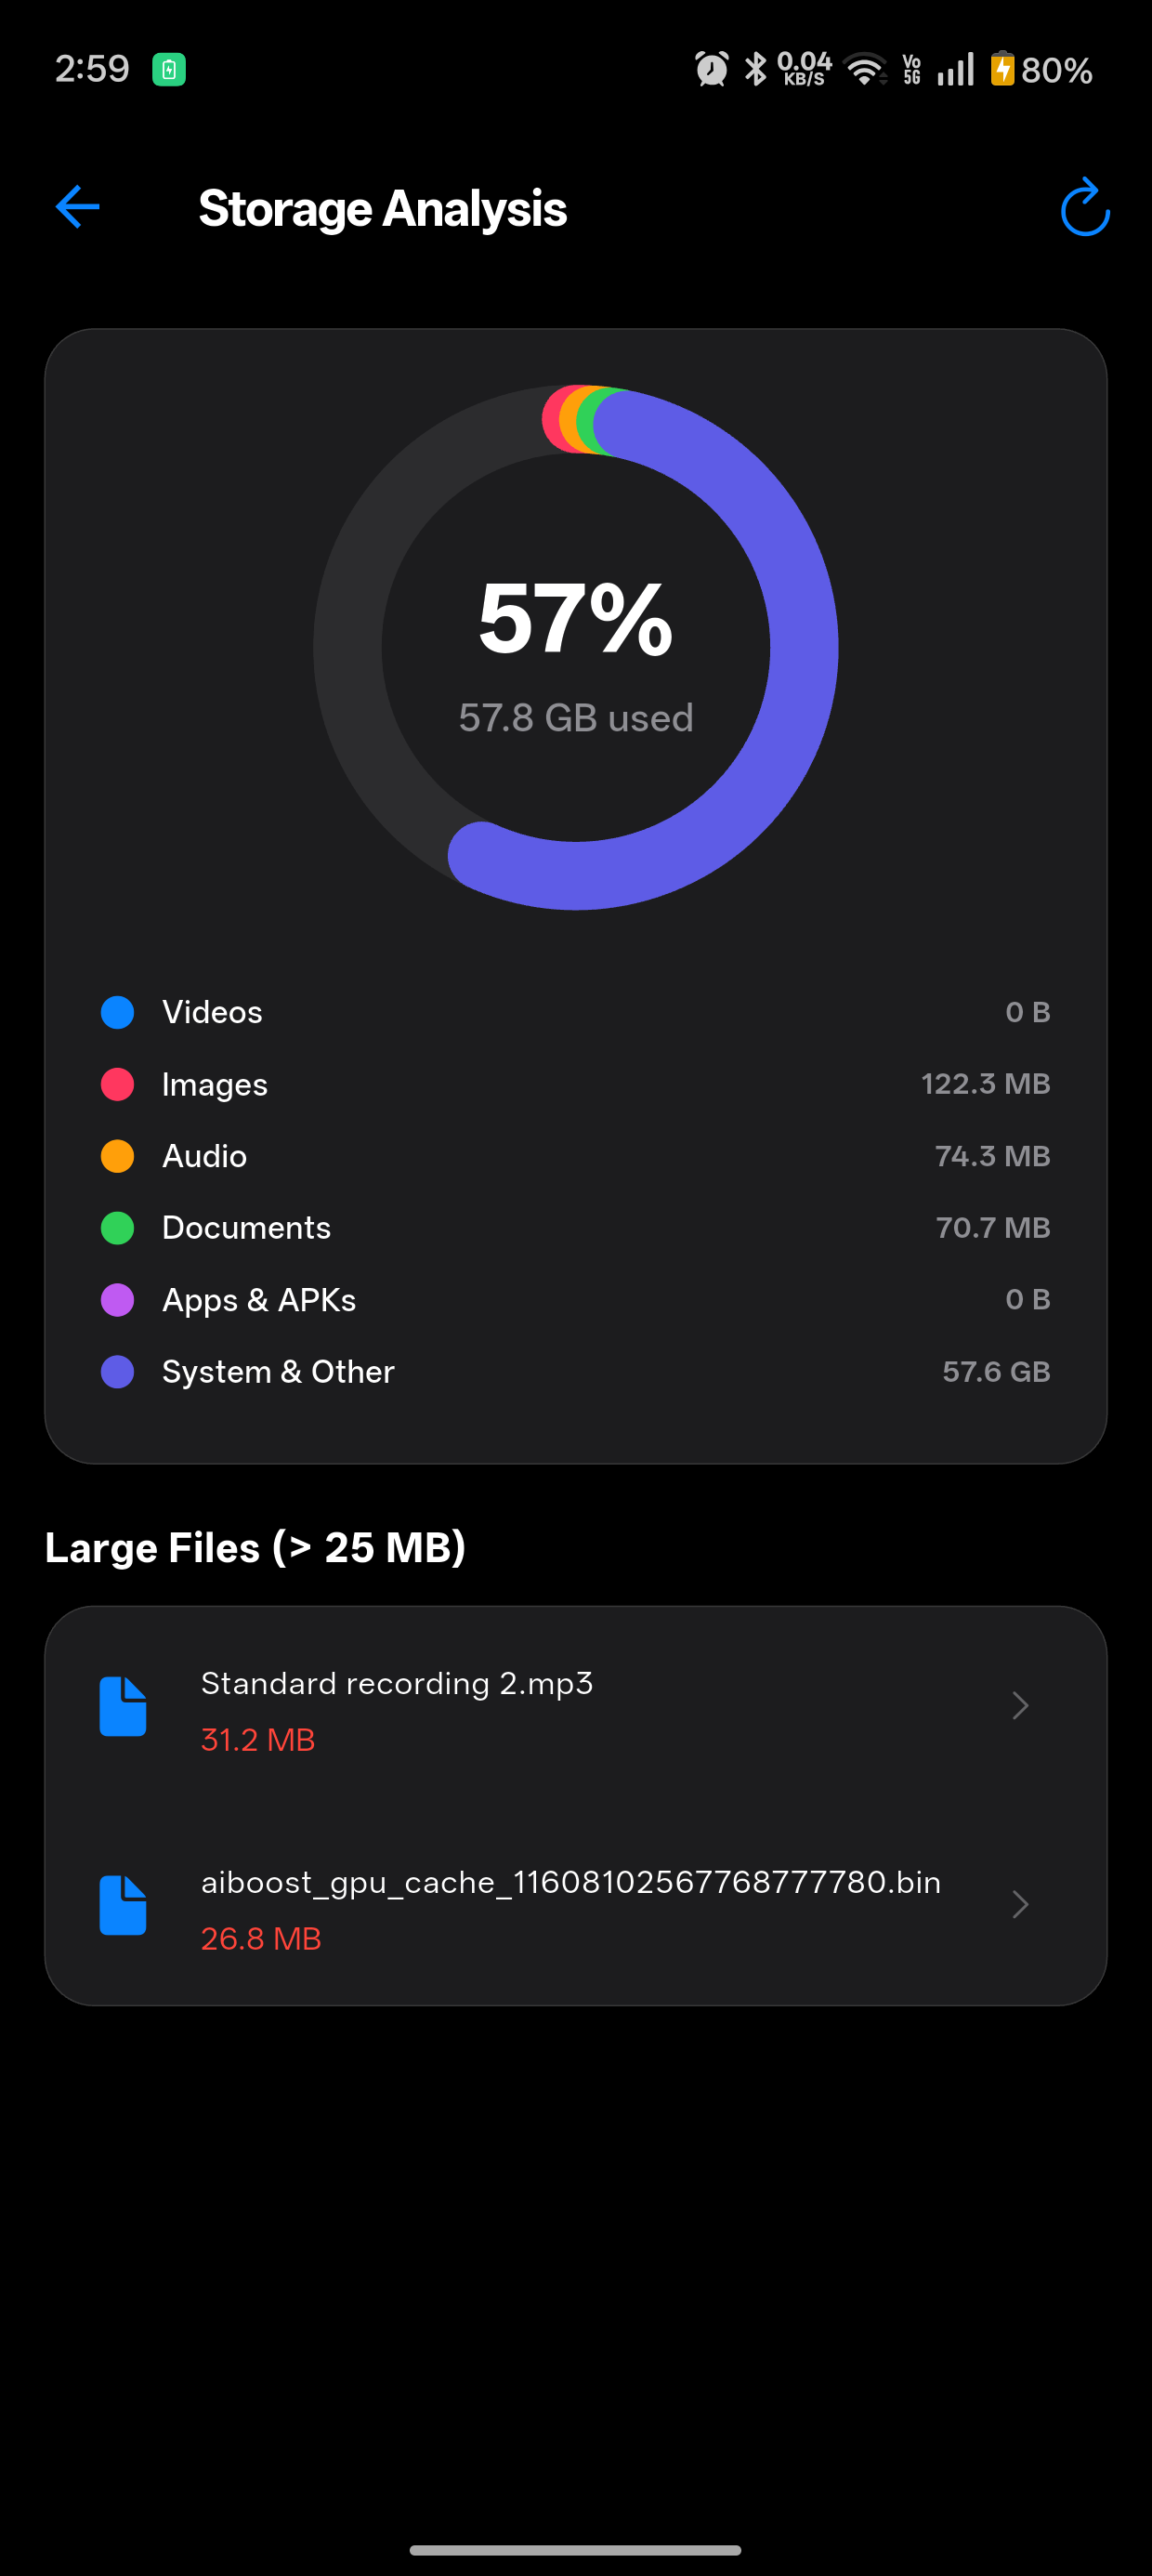 2:59
0.04 KB/S
Vo 5G
80%
Storage Analysis
57%
57.8 GB used
Videos 0 B
Images 122.3 MB
Audio 74.3 MB
Documents 70.7 MB
Apps & APKs 0 B
System & Other 57.6 GB
Large Files (> 25 MB)
Standard recording 2.mp3
31.2 MB
aiboost_gpu_cache_11608102567768777780.bin
26.8 MB